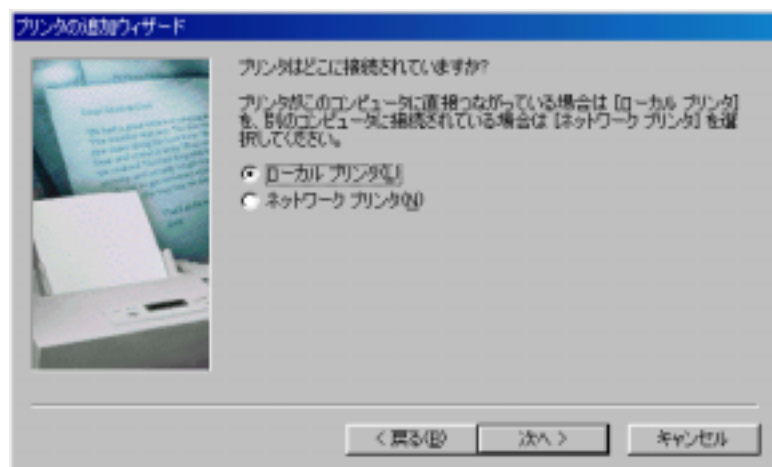 プリンタの追加ウィザード
プリンタはどこに接続されていますか?
プリンタがこのコンピュータに直接つながっている場合は [ローカル プリンタ]
を、別のコンピュータに接続されている場合は [ネットワーク プリンタ] を選
択してください。
ローカル プリンタ(L)
ネットワーク プリンタ(N)
< 戻る(B)
次へ >
キャンセル